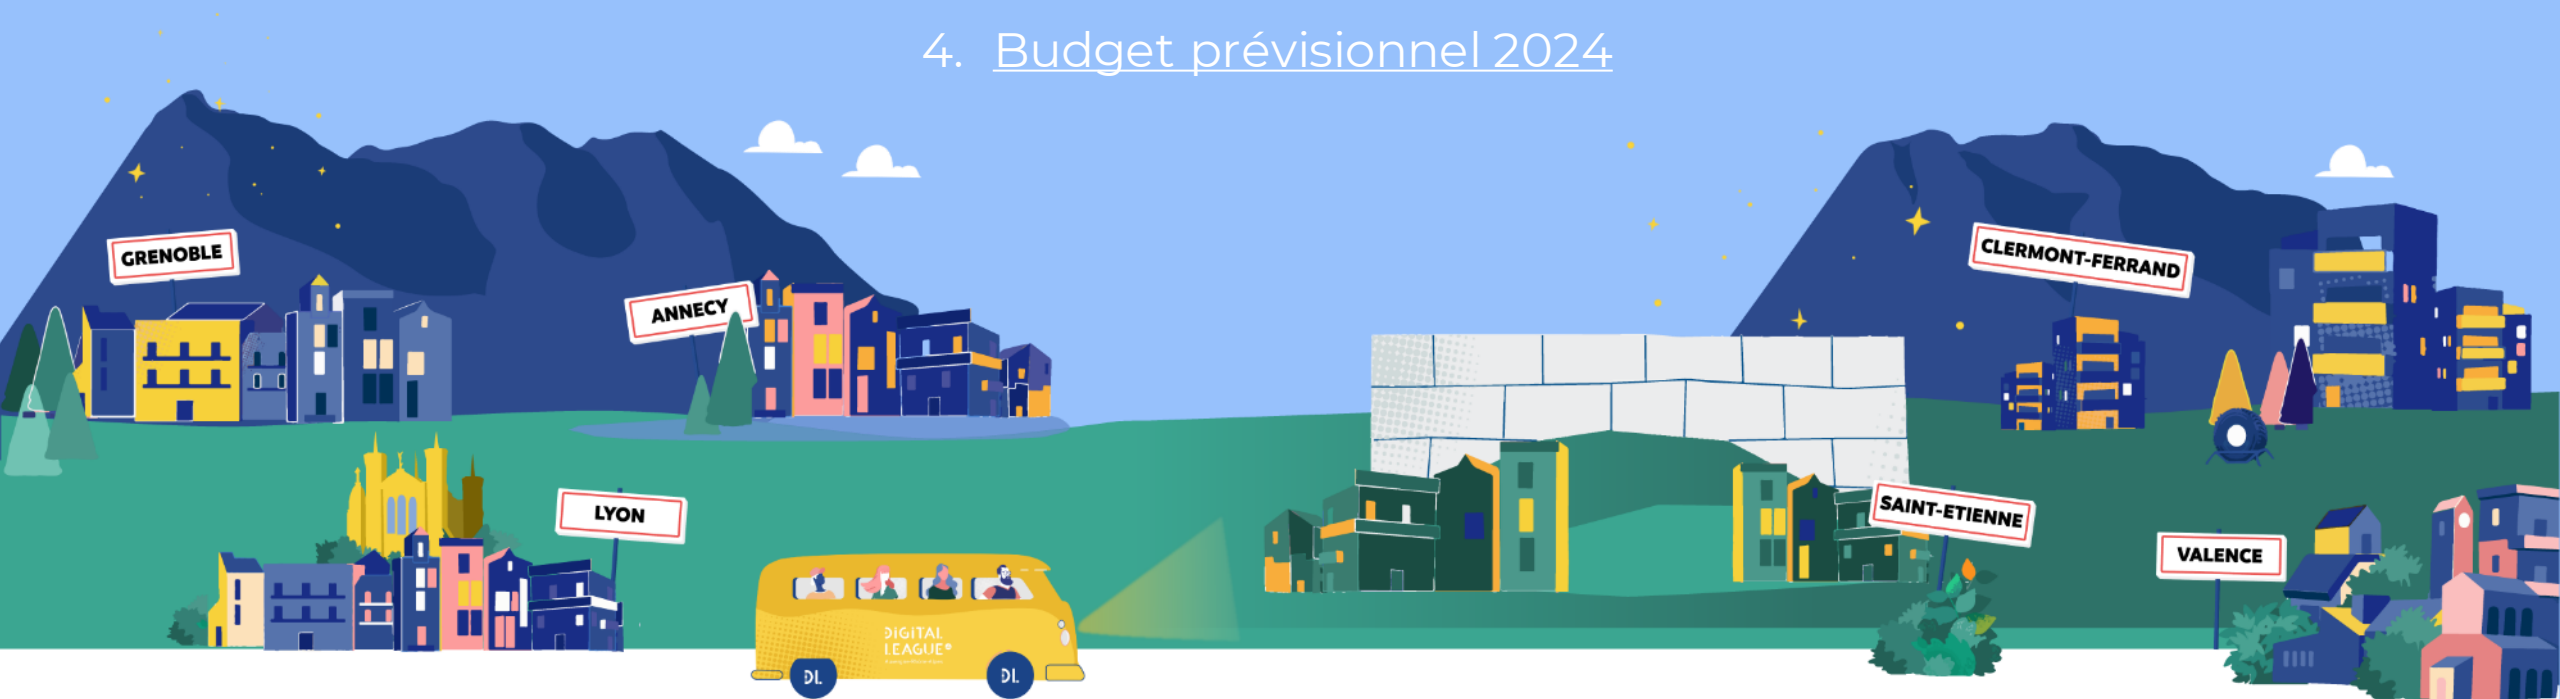 4. Budget prévisionnel 2024
GRENOBLE
ANNECY
CLERMONT-FERRAND
LYON
SAINT-ETIENNE
VALENCE
DIGITAL
LEAGUE®
DL
DL